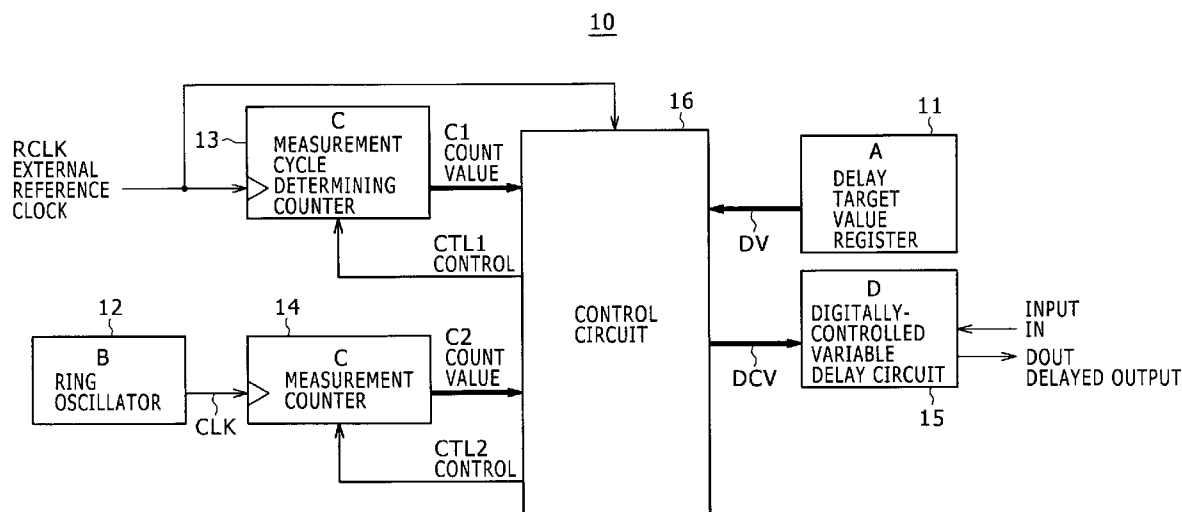 10
RCLK
EXTERNAL
REFERENCE
CLOCK
13
C
MEASUREMENT
CYCLE
DETERMINING
COUNTER
C1
COUNT
VALUE
CTL1
CONTROL
16
CONTROL
CIRCUIT
11
A
DELAY
TARGET
VALUE
REGISTER
DV
12
B
RING
OSCILLATOR
CLK
14
C
MEASUREMENT
COUNTER
C2
COUNT
VALUE
CTL2
CONTROL
DCV
D
DIGITALLY-
CONTROLLED
VARIABLE
DELAY CIRCUIT
15
INPUT
IN
DOUT
DELAYED OUTPUT